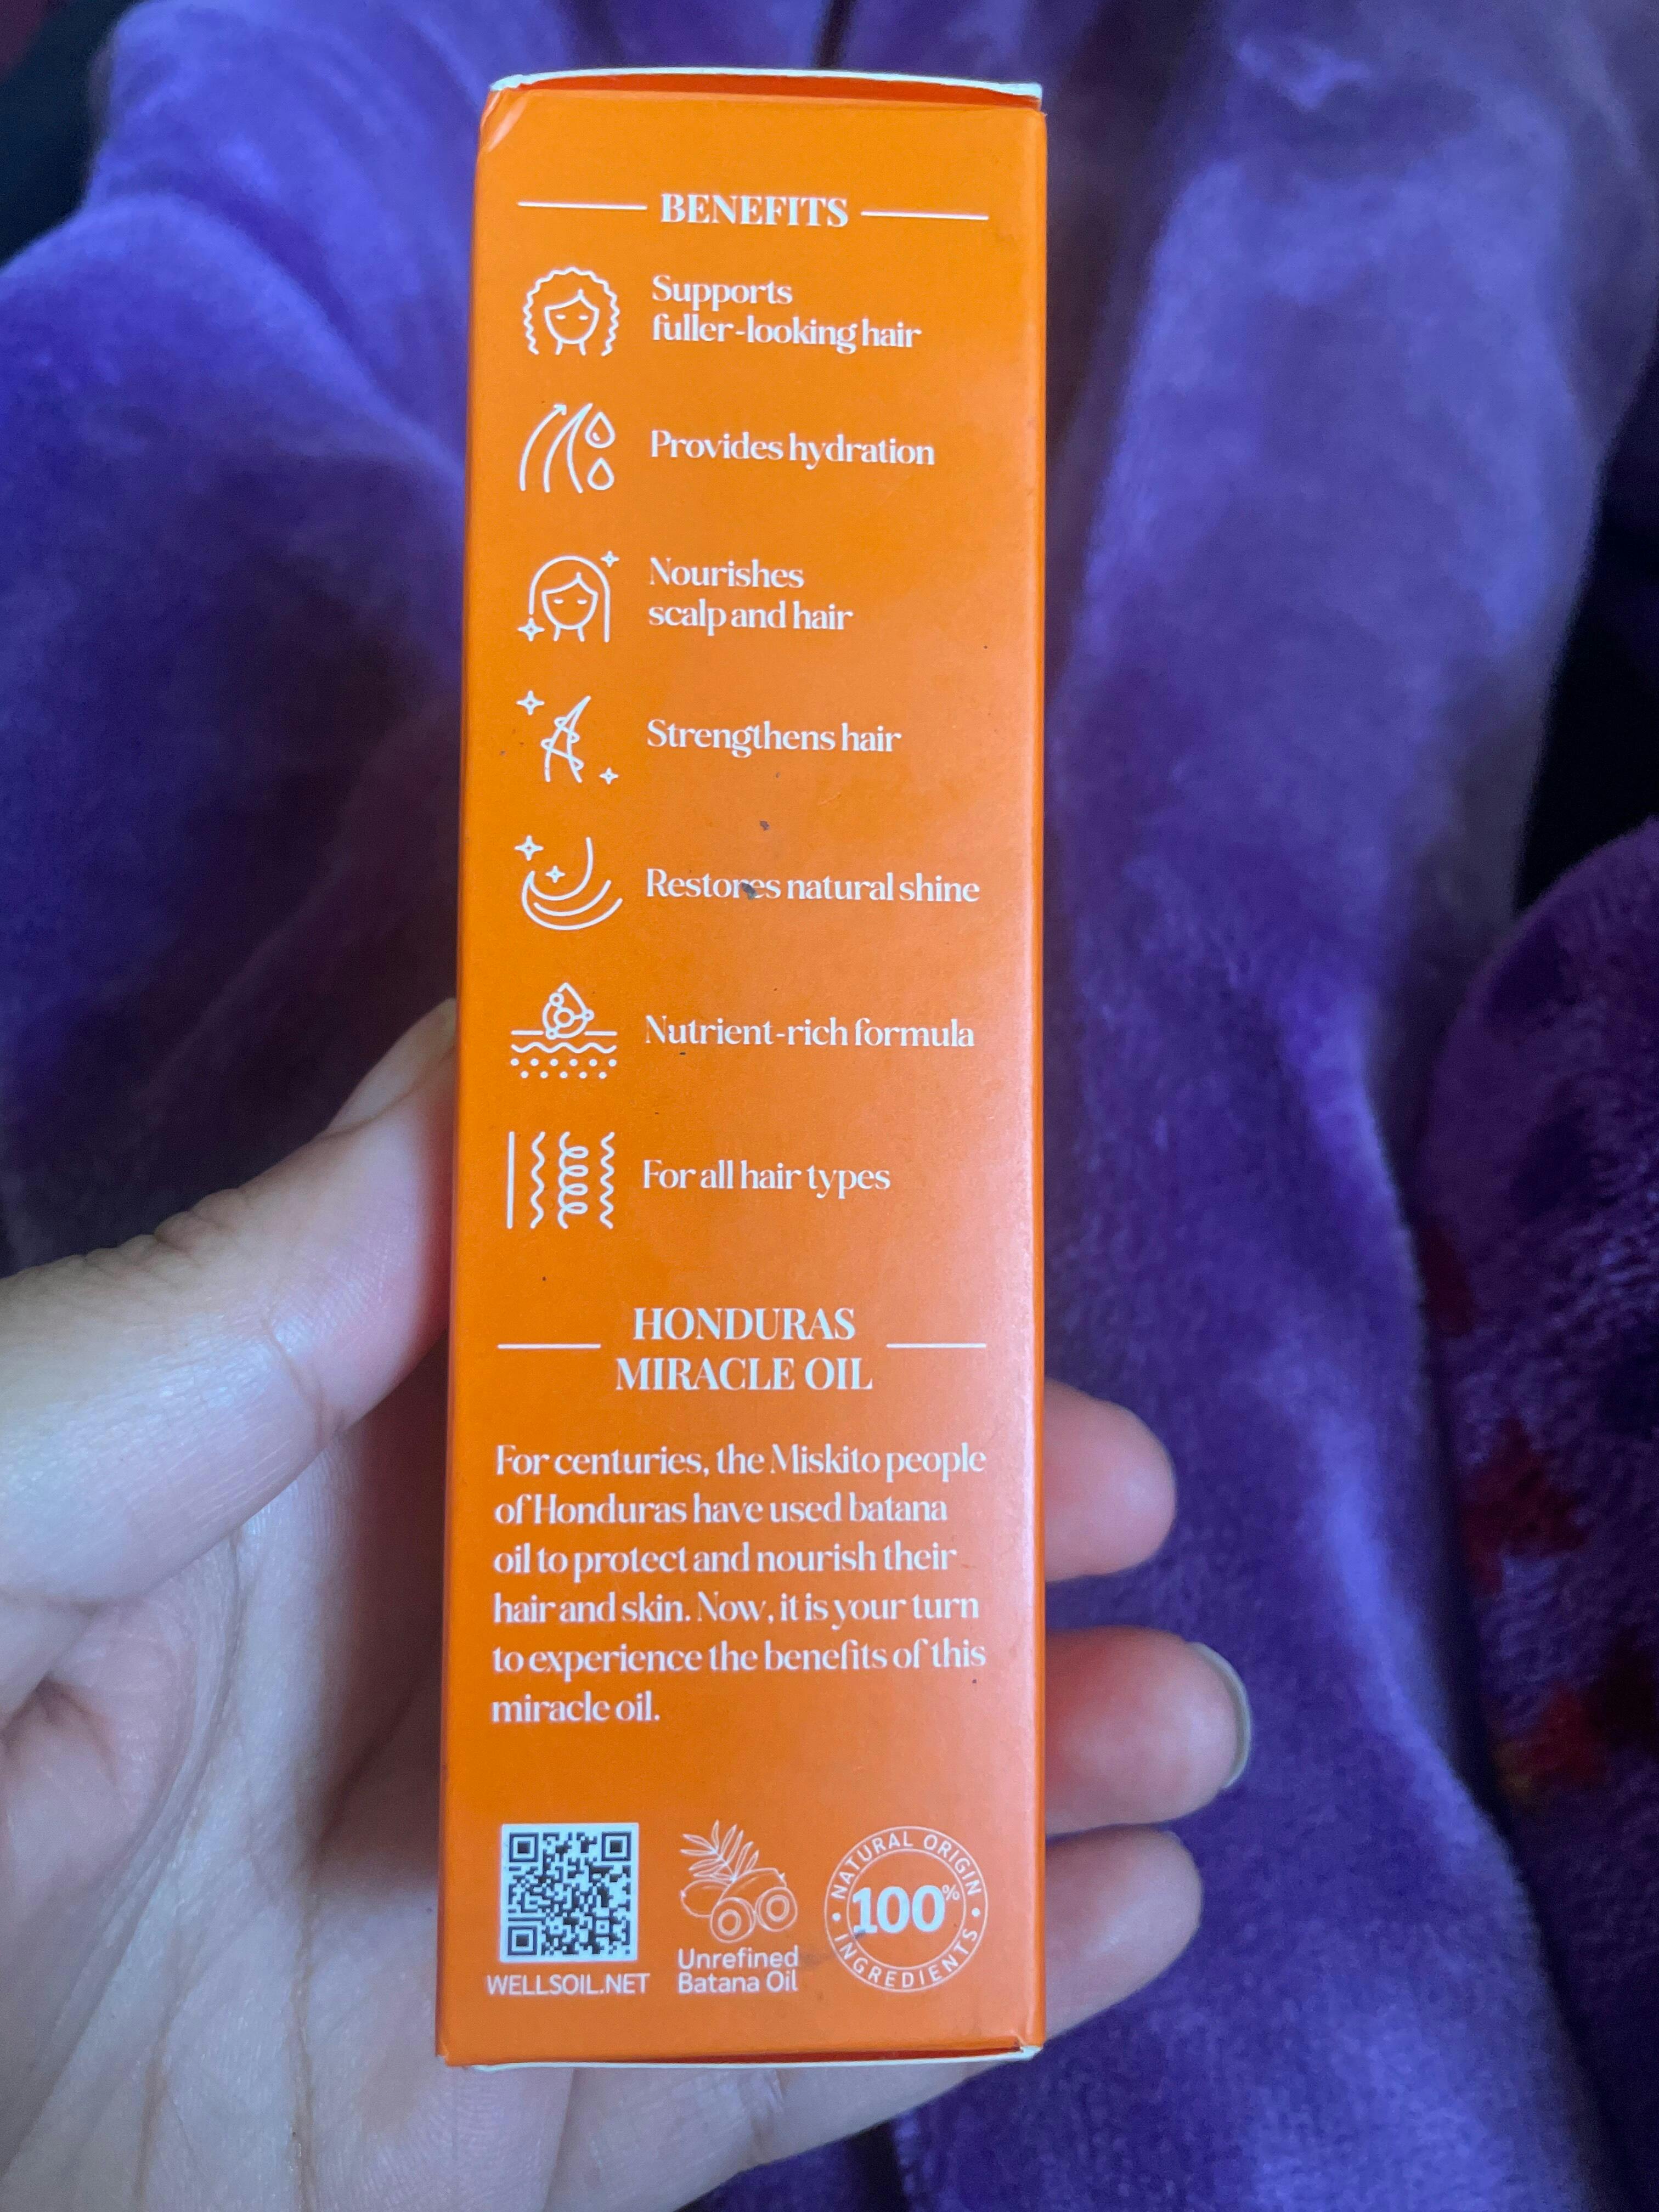 BENEFITS
Supports
fuller-looking hair
Provides hydration
Nourishes
scalp and hair
Strengthens hair
Restores natural shine
Nutrient-rich formula
For all hair types
HONDURAS
MIRACLE OIL
For centuries, the Miskito people
of Honduras have used batana
oil to protect and nourish their
hair and skin. Now, it is your turn
to experience the benefits of this
miracle oil.
WELLSOIL.NET
Unrefined
Batana Oil
NATURAL ORIGIN
100%
INGREDIENTS